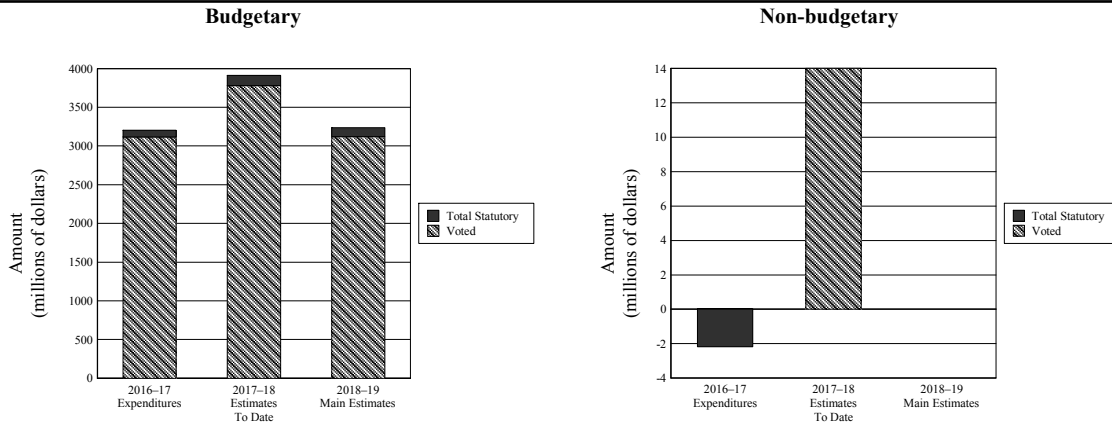 Budgetary
Amount
(millions of dollars)
4000
3500
3000
2500
2000
1500
1000
500
0
2016–17
Expenditures
2017–18
Estimates
To Date
2018–19
Main Estimates
Total Statutory
Voted
Non-budgetary
Amount
(millions of dollars)
14
12
10
8
6
4
2
0
-2
-4
2016–17
Expenditures
2017–18
Estimates
To Date
2018–19
Main Estimates
Total Statutory
Voted